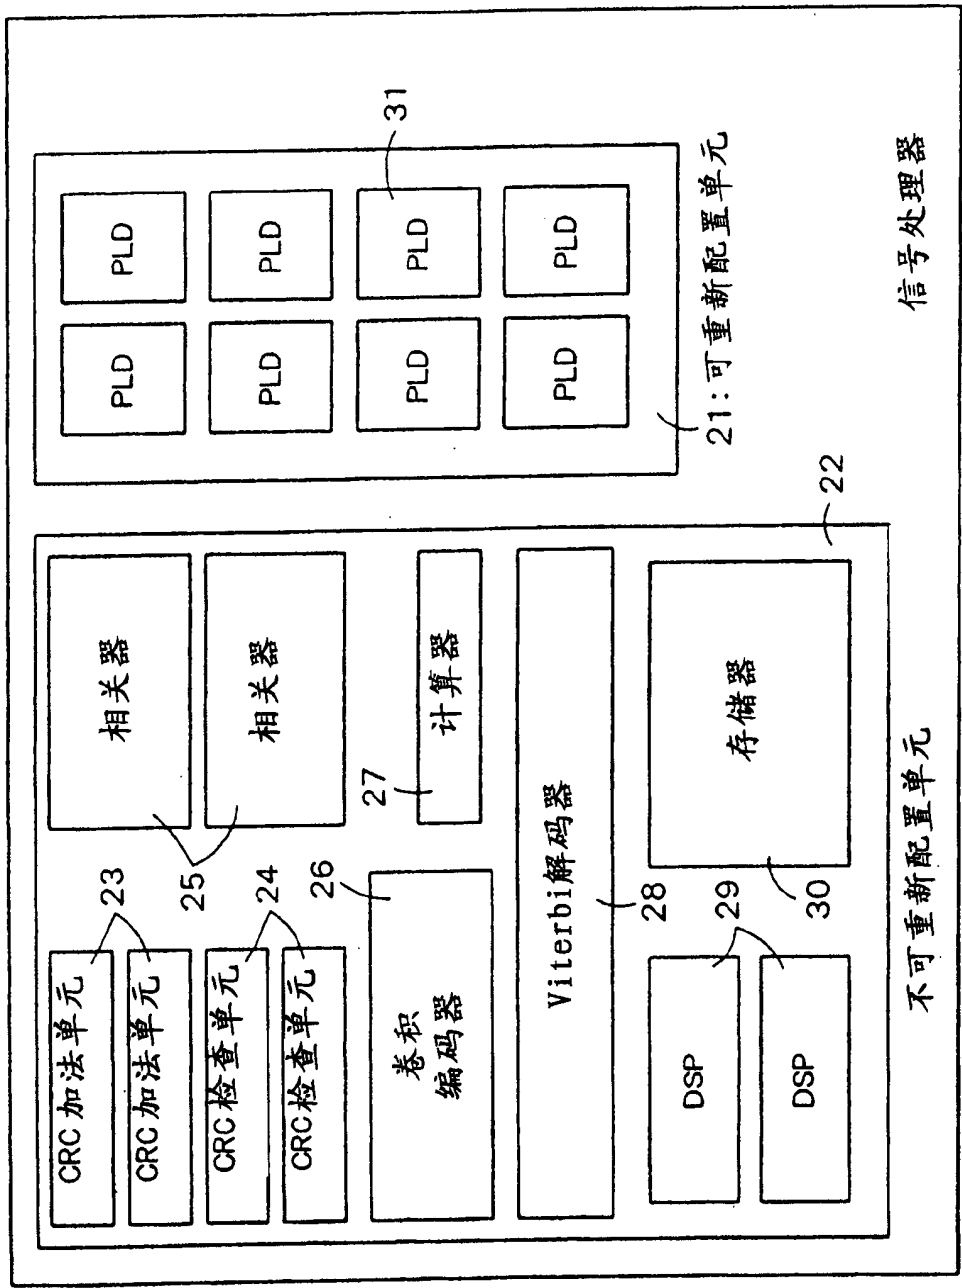 CRC加法单元
CRC加法单元
23
CRC检查单元
CRC检查单元
24
相关器
相关器
25
卷积
编码器
26
计算器
27
Viterbi解码器
28
DSP
DSP
29
存储器
30
22
不可重新配置单元
PLD
PLD
PLD
PLD
PLD
PLD
PLD
PLD
31
21:可重新配置单元
信号处理器